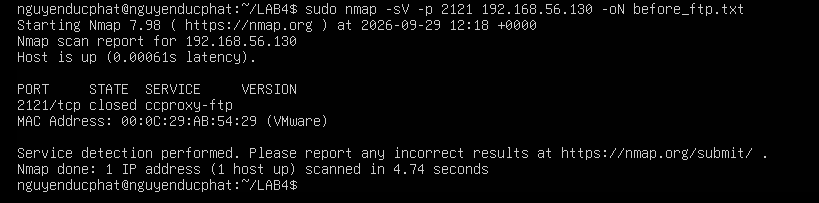 nguyenducphat@nguyenducphat:~/LAB4$ sudo nmap -sV -p 2121 192.168.56.130 -oN before_ftp.txt
Starting Nmap 7.98 ( https://nmap.org ) at 2026-09-29 12:18 +0000
Nmap scan report for 192.168.56.130
Host is up (0.00061s latency).

PORT     STATE  SERVICE      VERSION
2121/tcp closed ccproxy-ftp
MAC Address: 00:0C:29:AB:54:29 (VMware)

Service detection performed. Please report any incorrect results at https://nmap.org/submit/ .
Nmap done: 1 IP address (1 host up) scanned in 4.74 seconds
nguyenducphat@nguyenducphat:~/LAB4$